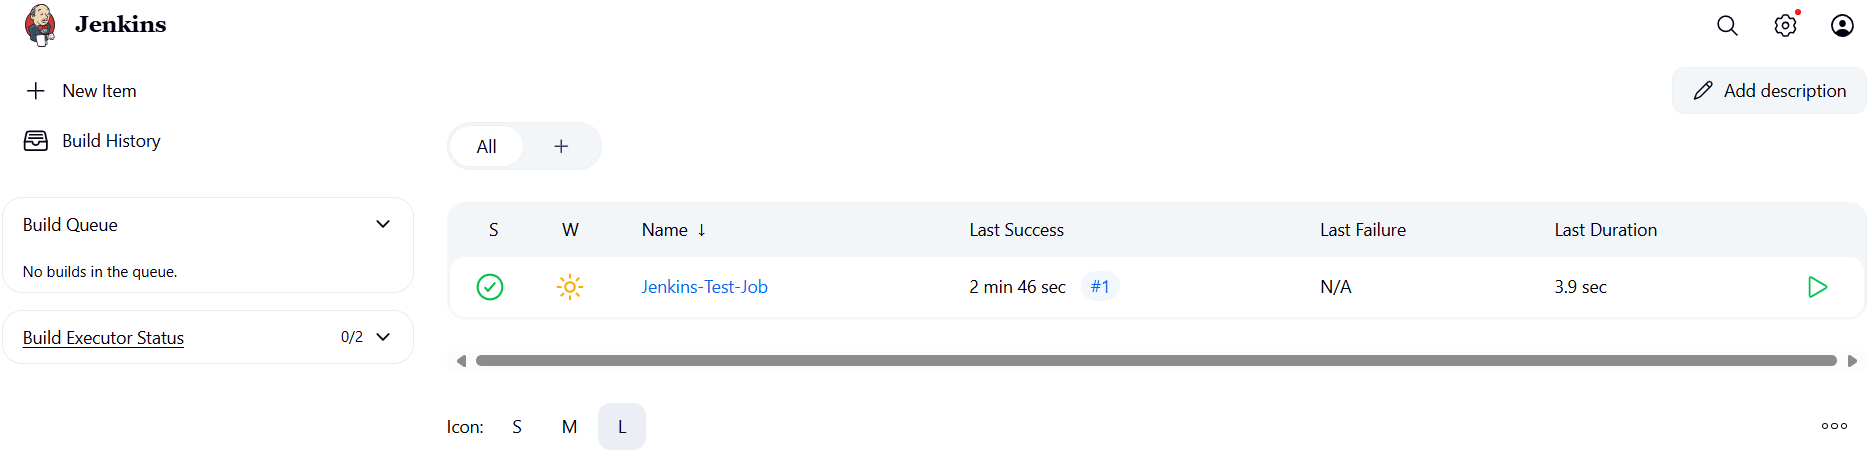 Jenkins
New Item
Build History
Add description
All
Build Queue
No builds in the queue.
Build Executor Status 0/2
S W Name ↓ Last Success Last Failure Last Duration
Jenkins-Test-Job 2 min 46 sec #1 N/A 3.9 sec
Icon: S M L